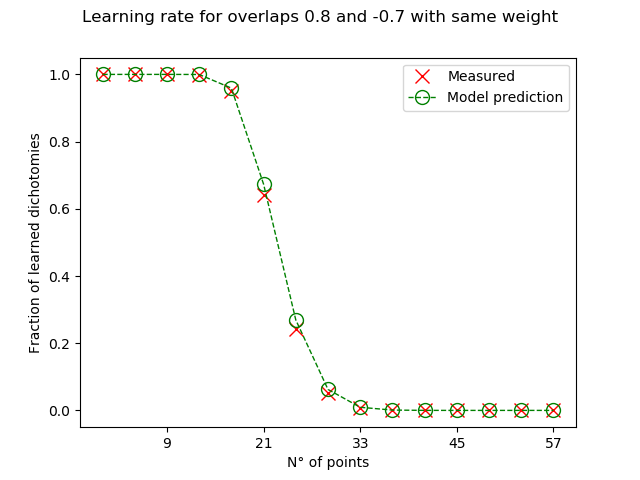 Learning rate for overlaps 0.8 and -0.7 with same weight
Measured
Model prediction
1.0
0.8
0.6
0.4
0.2
0.0
Fraction of learned dichotomies
9 21 33 45 57
N° of points